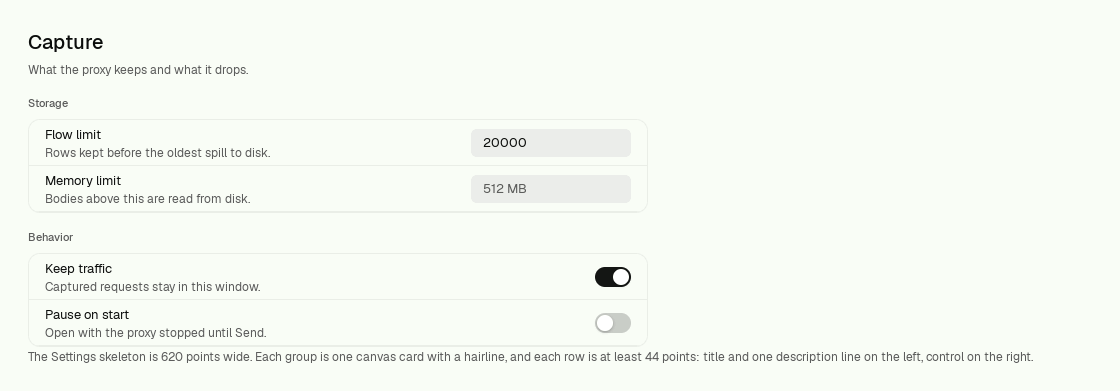 Capture
What the proxy keeps and what it drops.
Storage
Flow limit
20000
Rows kept before the oldest spill to disk.
Memory limit
512 MB
Bodies above this are read from disk.
Behavior
Keep traffic
Captured requests stay in this window.
Pause on start
Open with the proxy stopped until Send.
The Settings skeleton is 620 points wide. Each group is one canvas card with a hairline, and each row is at least 44 points: title and one description line on the left, control on the right.